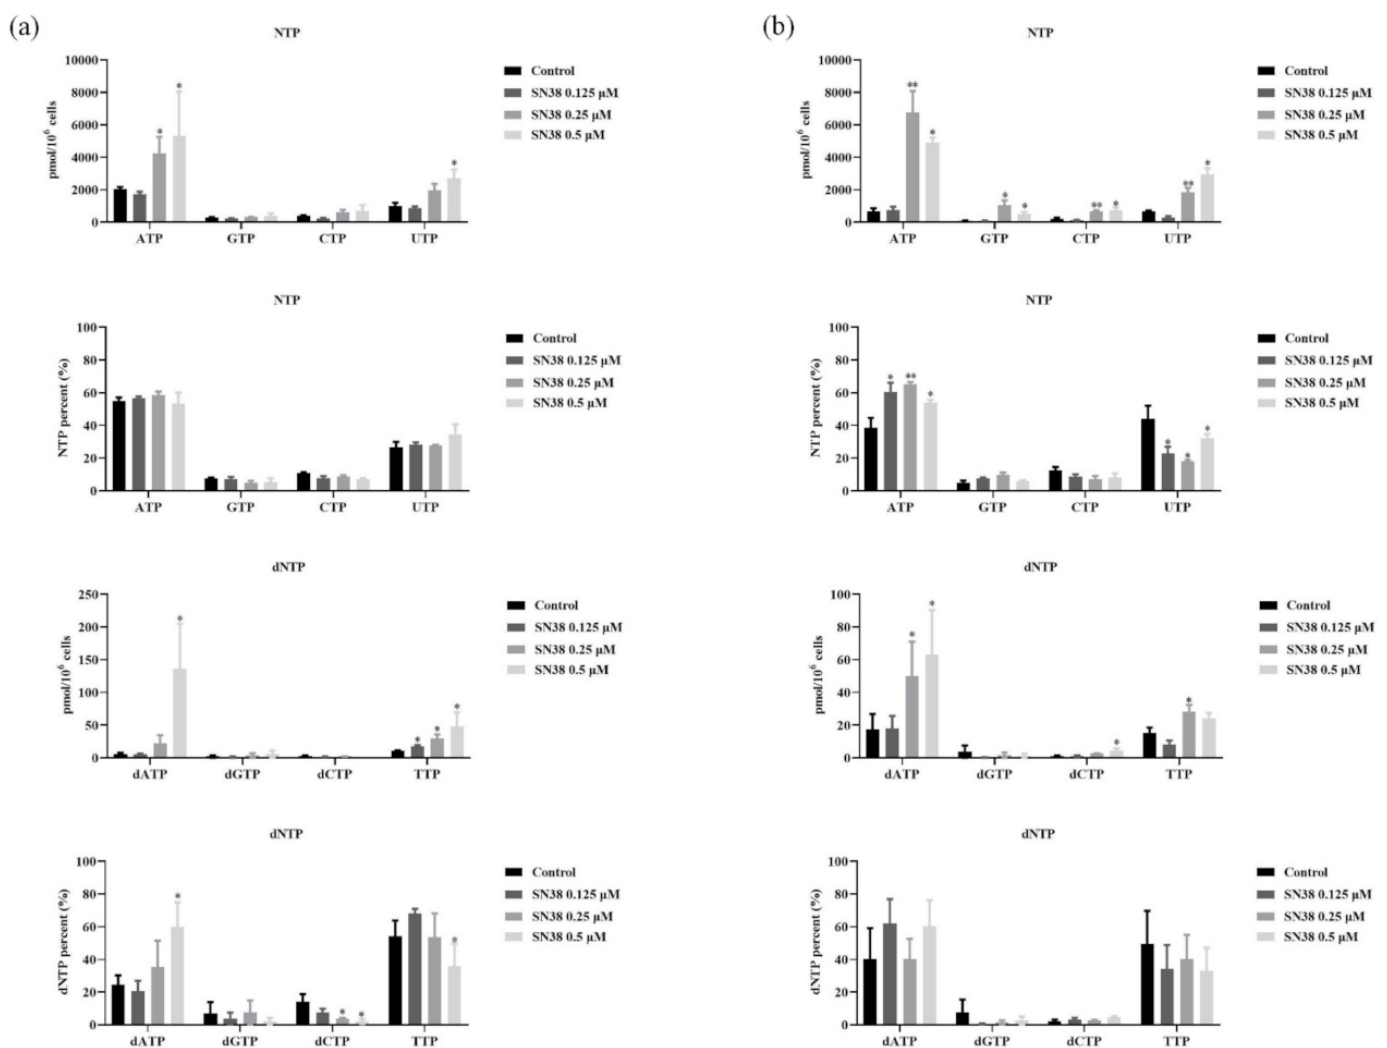 (a)
NTP
pmol/10⁶ cells
10000
8000
6000
4000
2000
0
* * *
ATP GTP CTP UTP
Control
SN38 0.125 μM
SN38 0.25 μM
SN38 0.5 μM
NTP
NTP percent (%)
100
80
60
40
20
0
ATP GTP CTP UTP
Control
SN38 0.125 μM
SN38 0.25 μM
SN38 0.5 μM
dNTP
pmol/10⁶ cells
250
200
150
100
50
0
* * * *
dATP dGTP dCTP TTP
Control
SN38 0.125 μM
SN38 0.25 μM
SN38 0.5 μM
dNTP
dNTP percent (%)
100
80
60
40
20
0
* * * *
dATP dGTP dCTP TTP
Control
SN38 0.125 μM
SN38 0.25 μM
SN38 0.5 μM
(b)
NTP
pmol/10⁶ cells
10000
8000
6000
4000
2000
0
** * * * ** * ** *
ATP GTP CTP UTP
Control
SN38 0.125 μM
SN38 0.25 μM
SN38 0.5 μM
NTP
NTP percent (%)
100
80
60
40
20
0
* ** * * * *
ATP GTP CTP UTP
Control
SN38 0.125 μM
SN38 0.25 μM
SN38 0.5 μM
dNTP
pmol/10⁶ cells
100
80
60
40
20
0
* * * *
dATP dGTP dCTP TTP
Control
SN38 0.125 μM
SN38 0.25 μM
SN38 0.5 μM
dNTP
dNTP percent (%)
100
80
60
40
20
0
dATP dGTP dCTP TTP
Control
SN38 0.125 μM
SN38 0.25 μM
SN38 0.5 μM